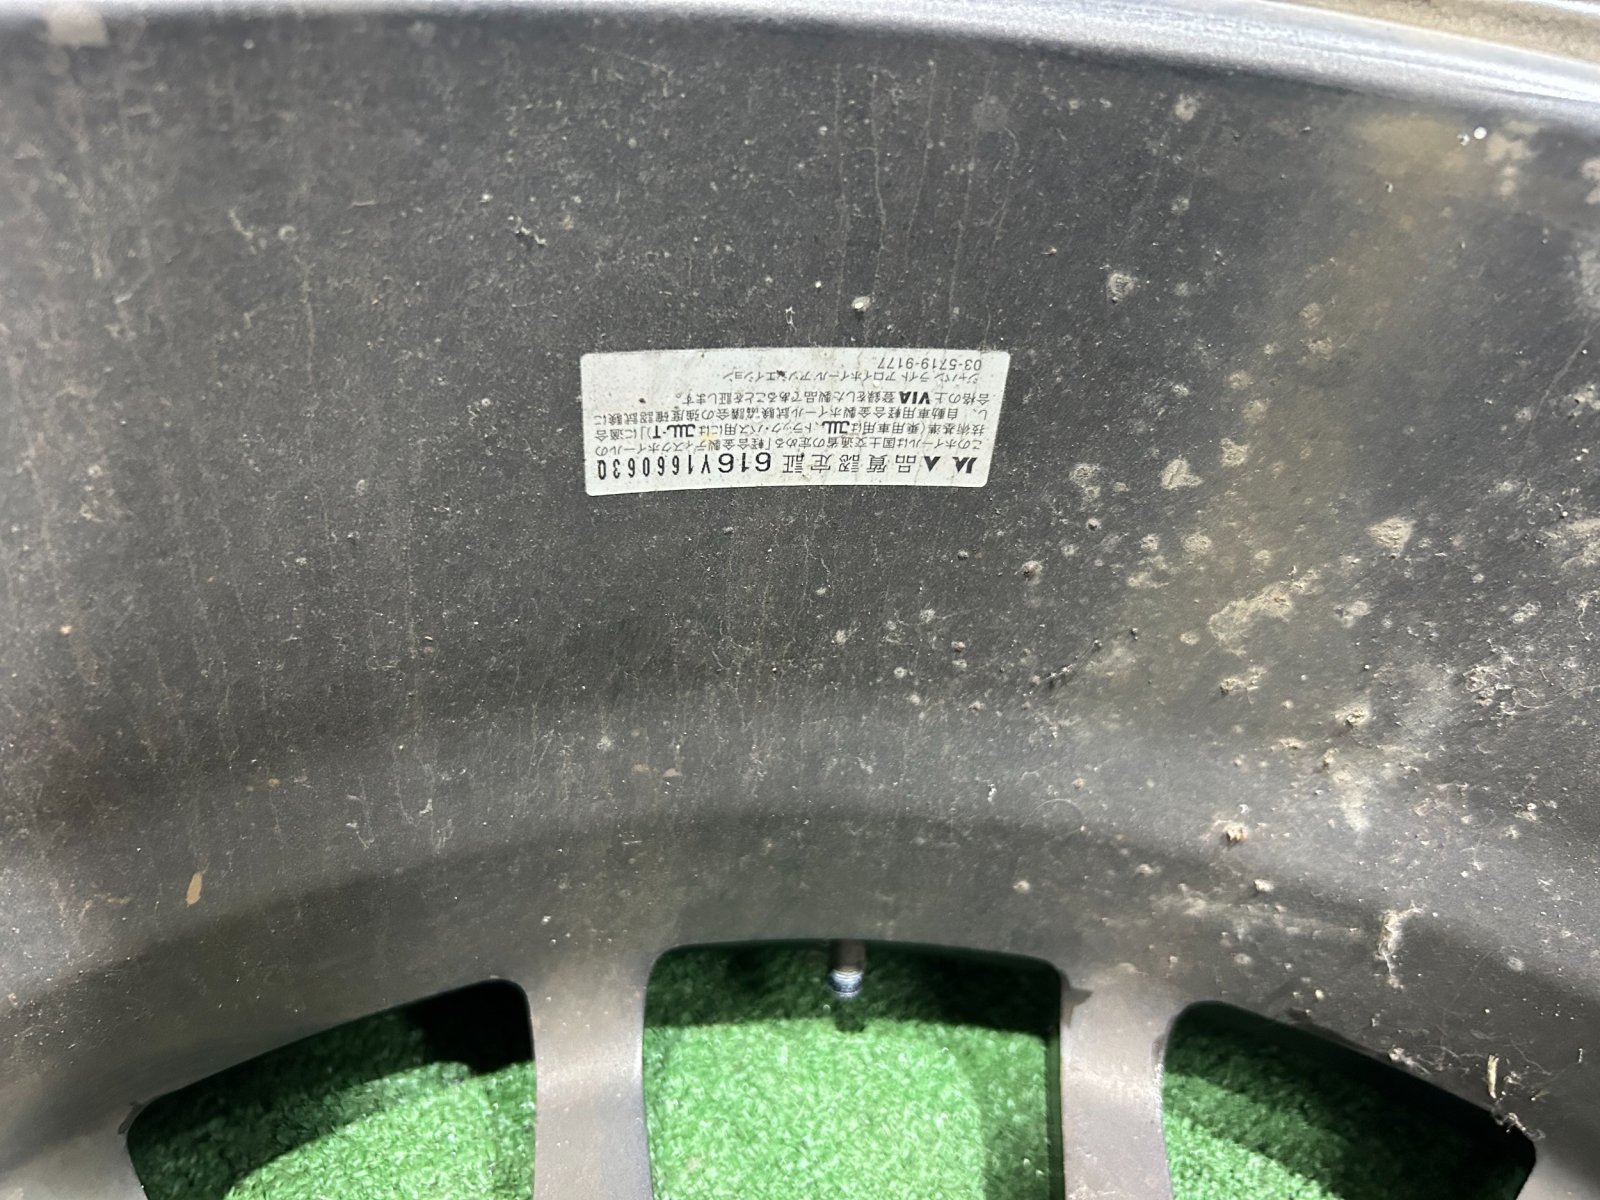 JAWA 品質認定証 616Y1660630
このホイールは国土交通省の定める「軽合金製ディスクホイールの
技術基準(乗用車用はJWL、トラック・バス用にはJWL-T)」に適合
し、自動車用軽合金製ホイール試験協議会の強度確認試験に
合格の上VIA登録をした製品であることを証します。
ジャパン ライト アロイホイール アソシエイション
03-5719-9177